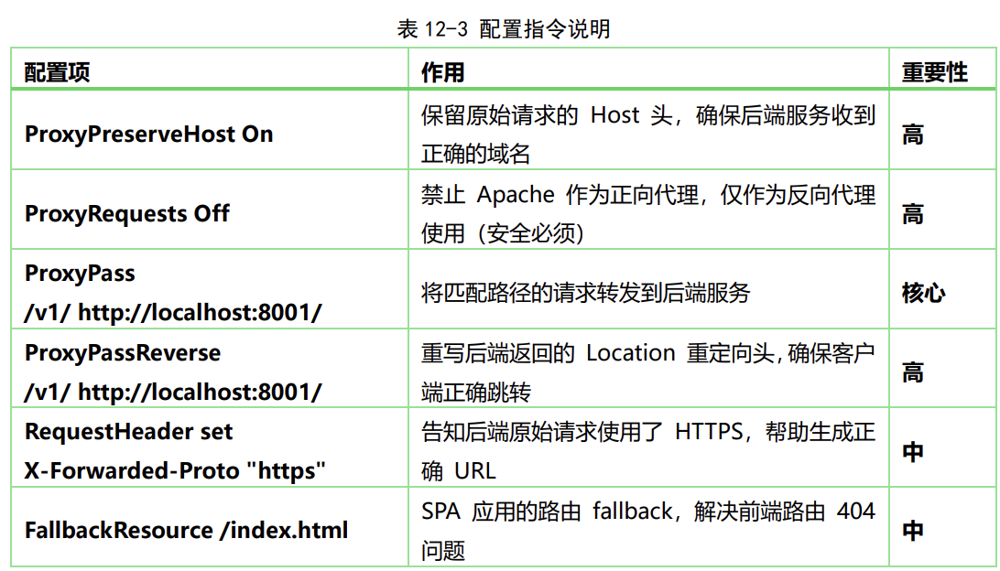 表 12-3 配置指令说明
配置项 作用 重要性
ProxyPreserveHost On
保留原始请求的 Host 头，确保后端服务收到
正确的域名
高
ProxyRequests Off
禁止 Apache 作为正向代理，仅作为反向代理
使用（安全必须）
高
ProxyPass
/v1/ http://localhost:8001/
将匹配路径的请求转发到后端服务
核心
ProxyPassReverse
/v1/ http://localhost:8001/
重写后端返回的 Location 重定向头，确保客户
端正确跳转
高
RequestHeader set
X-Forwarded-Proto "https"
告知后端原始请求使用了 HTTPS，帮助生成正
确 URL
中
FallbackResource /index.html
SPA 应用的路由 fallback，解决前端路由 404
问题
中